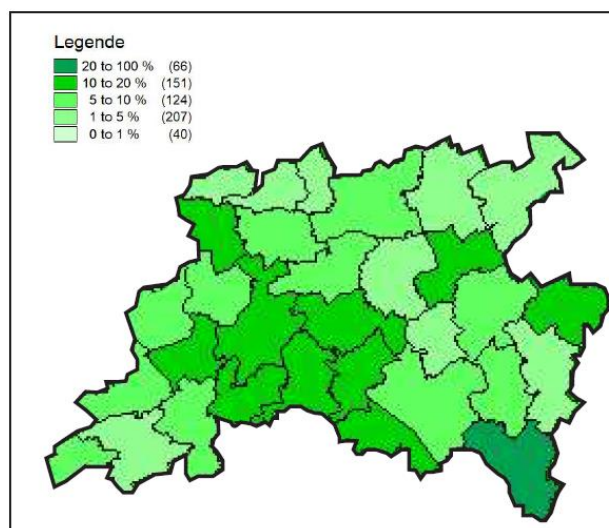 Legende
20 to 100 % (66)
10 to 20 % (151)
5 to 10 % (124)
1 to 5 % (207)
0 to 1 % (40)